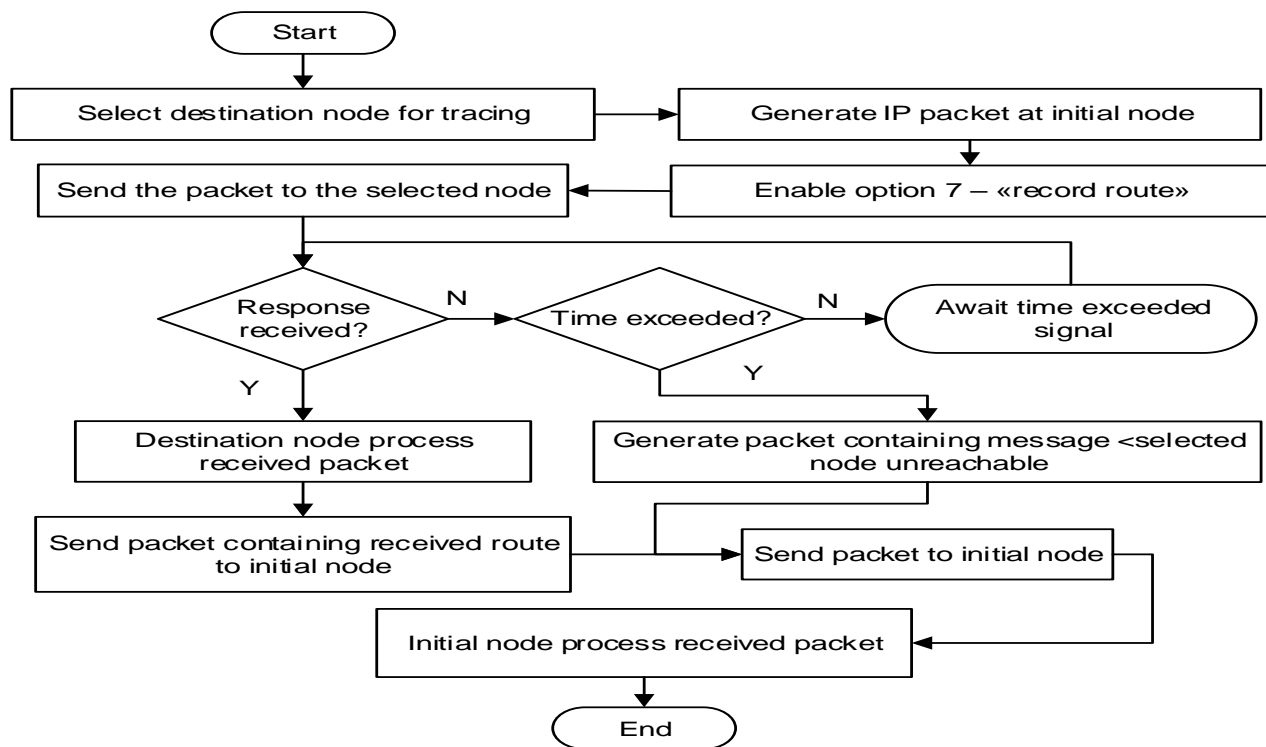 Start
Select destination node for tracing
Generate IP packet at initial node
Send the packet to the selected node
Enable option 7 – «record route»
Response
received?
N
Time exceeded?
N
Await time exceeded
signal
Y
Y
Destination node process
received packet
Generate packet containing message <selected
node unreachable
Send packet containing received route
to initial node
Send packet to initial node
Initial node process received packet
End